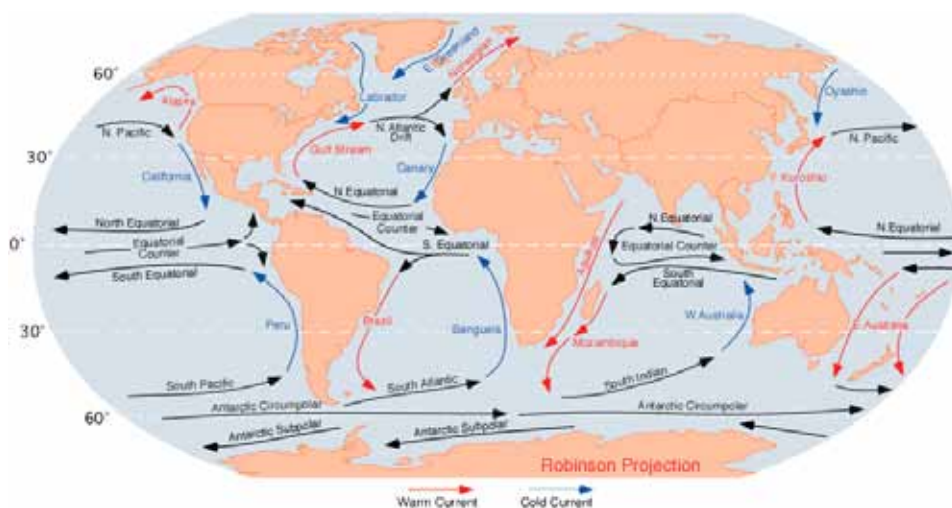 60°
30°
0°
30°
60°
Alaska
N. Pacific
California
North Equatorial
Equatorial
Counter
South Equatorial
Peru
South Pacific
Labrador
E. Greenland
Norwegian
Gulf Stream
N. Atlantic
Drift
Canary
N Equatorial
Equatorial
Counter
S. Equatorial
Brazil
Benguela
South Atlantic
Antarctic Circumpolar
Antarctic Subpolar
Antarctic Subpolar
Mozambique
N. Equatorial
Equatorial Counter
South
Equatorial
W. Australia
South Indian
Antarctic Circumpolar
Oyashio
N. Pacific
Kuroshio
N. Equatorial
E. Australia
Robinson Projection
Warm Current
Cold Current